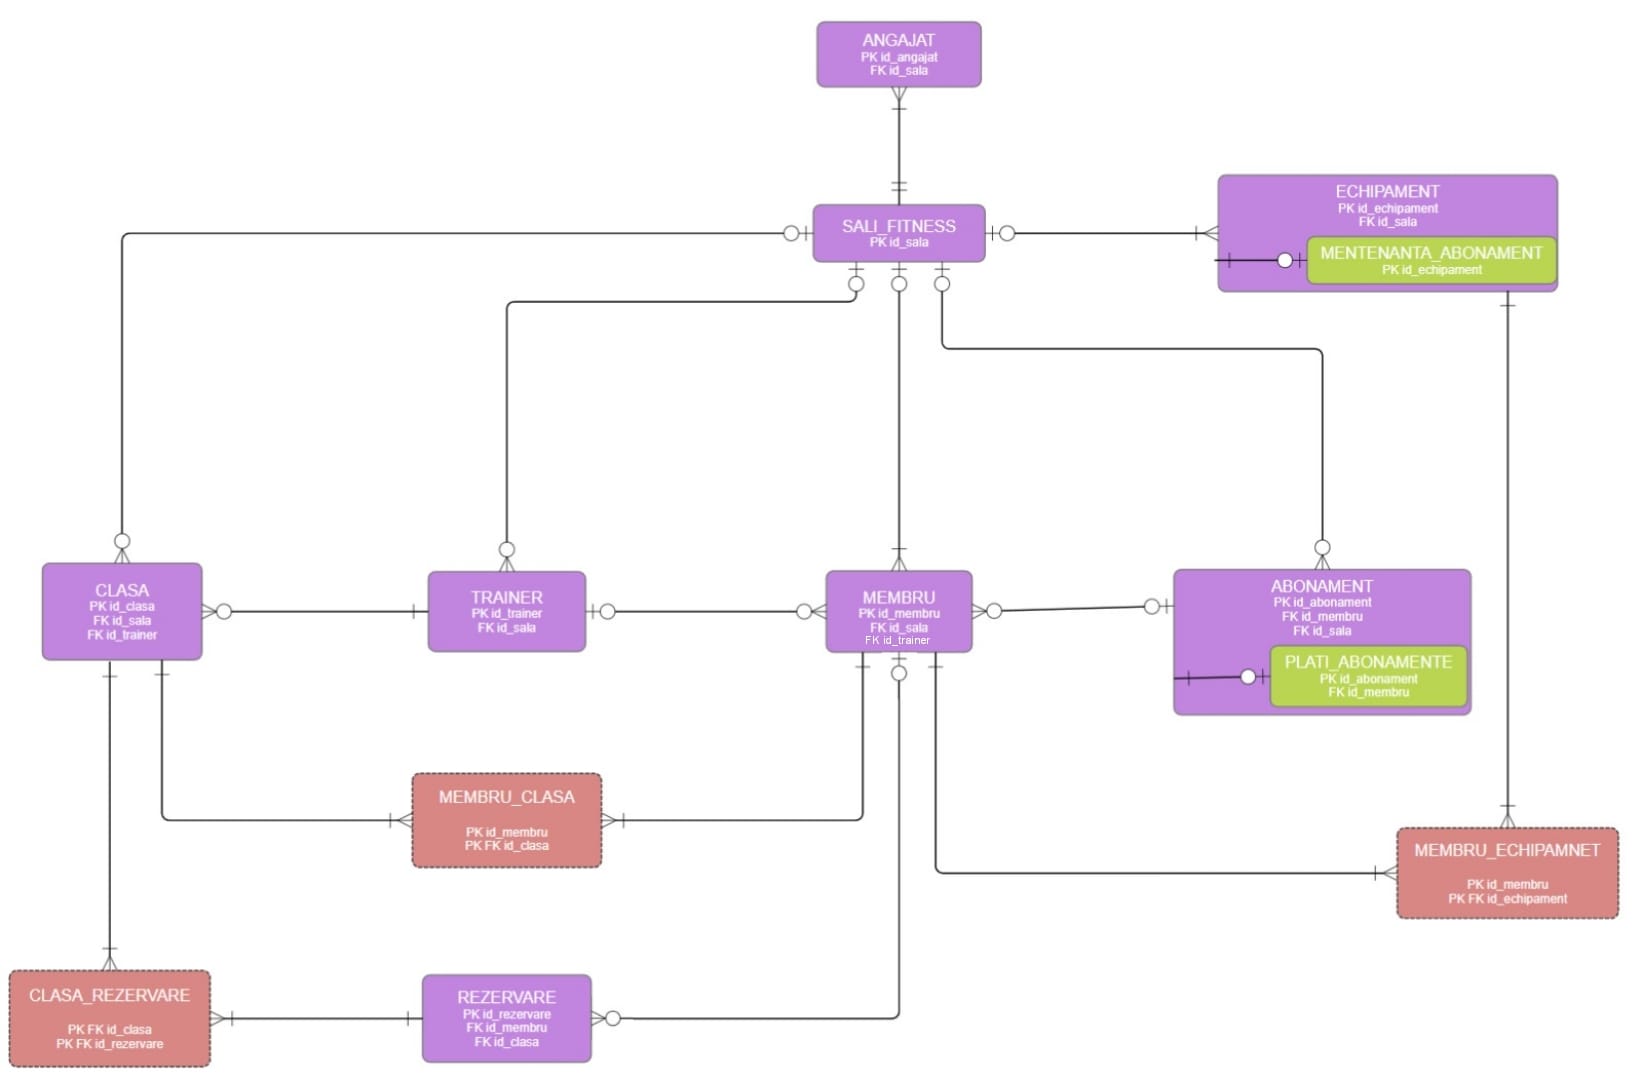 ANGAJAT
PK id_angajat
FK id_sala
SALI_FITNESS
PK id_sala
ECHIPAMENT
PK id_echipament
FK id_sala
MENTENANTA_ABONAMENT
PK id_echipament
CLASA
PK id_clasa
FK id_sala
FK id_trainer
TRAINER
PK id_trainer
FK id_sala
MEMBRU
PK id_membru
FK id_sala
FK id_trainer
ABONAMENT
PK id_abonament
FK id_membru
FK id_sala
PLATI_ABONAMENTE
PK id_abonament
FK id_membru
MEMBRU_CLASA
PK id_membru
PK FK id_clasa
MEMBRU_ECHIPAMNET
PK id_membru
PK FK id_echipament
CLASA_REZERVARE
PK FK id_clasa
PK FK id_rezervare
REZERVARE
PK id_rezervare
FK id_membru
FK id_clasa